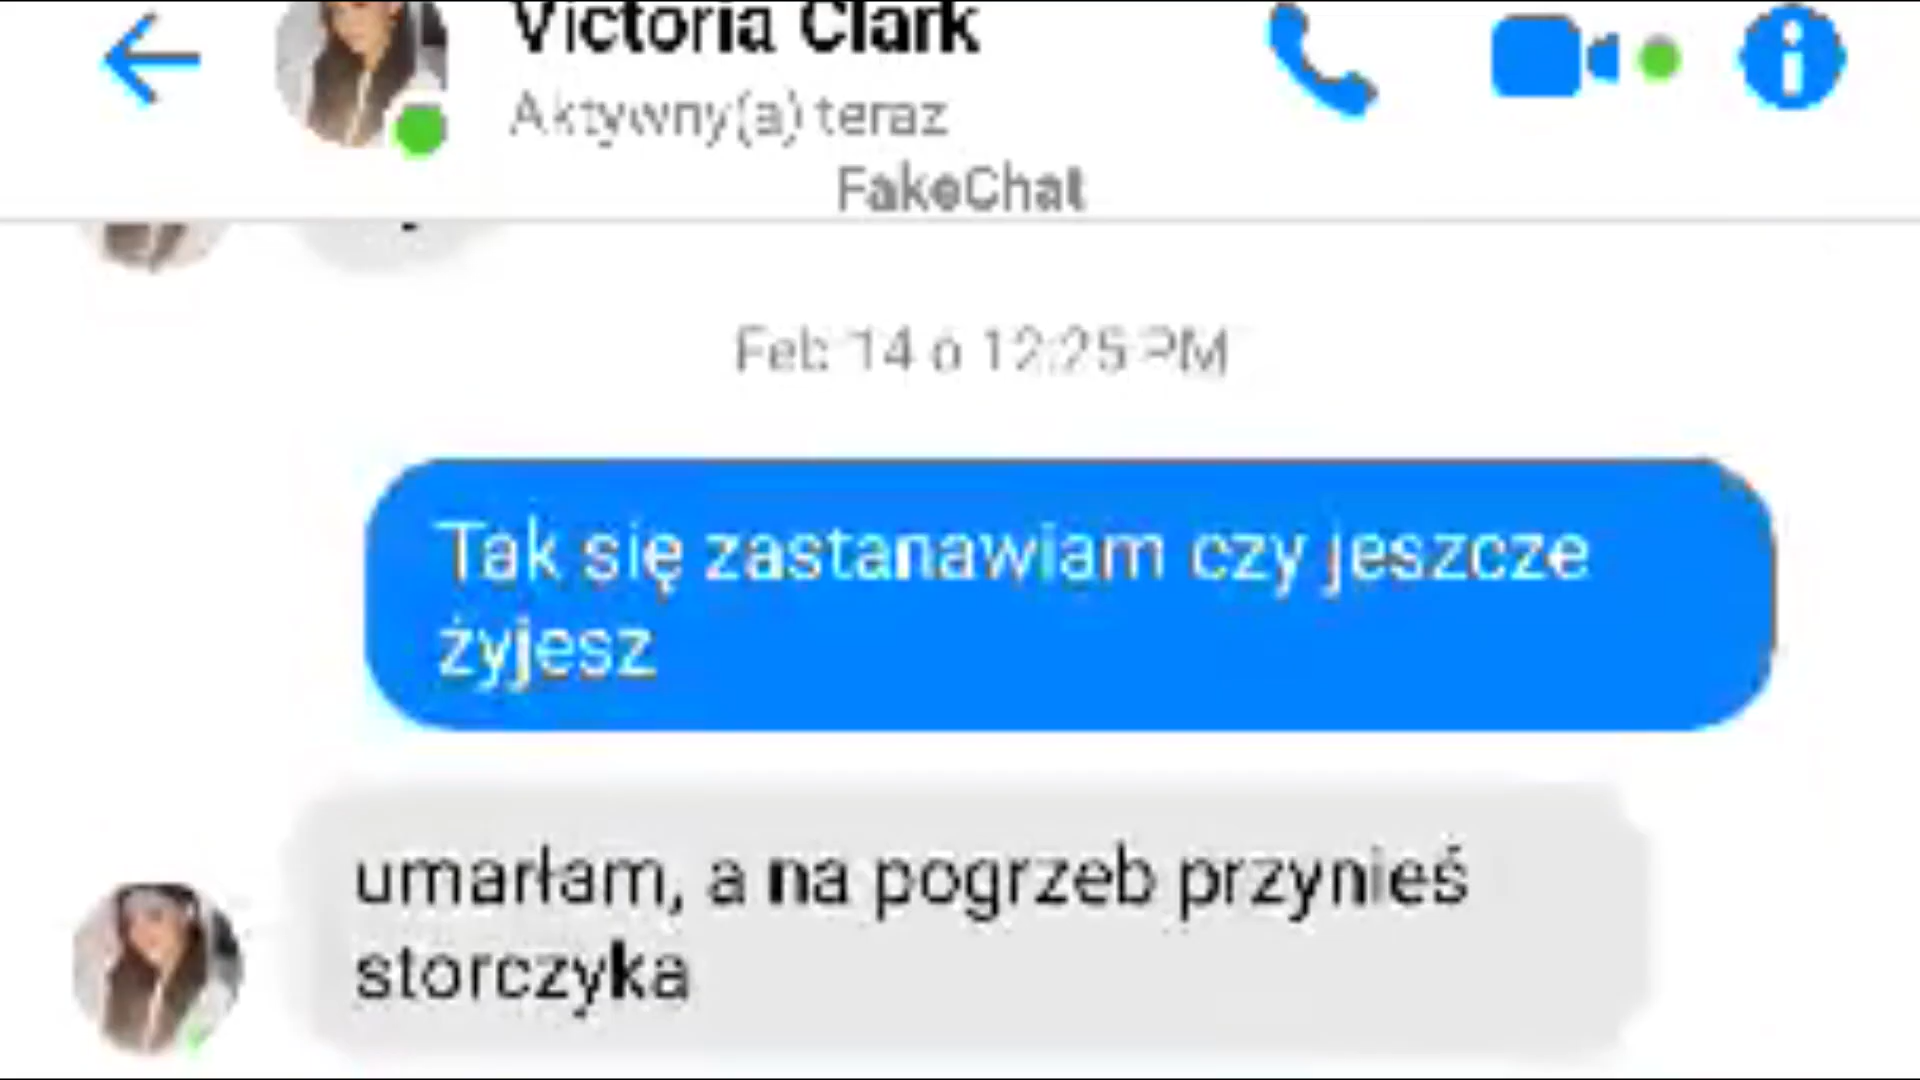 Victoria Clark
Aktywny(a) teraz
FakeChat
Feb 14 o 12:25 PM
Tak się zastanawiam czy jeszcze
żyjesz
umarłam, a na pogrzeb przynieś
storczyka